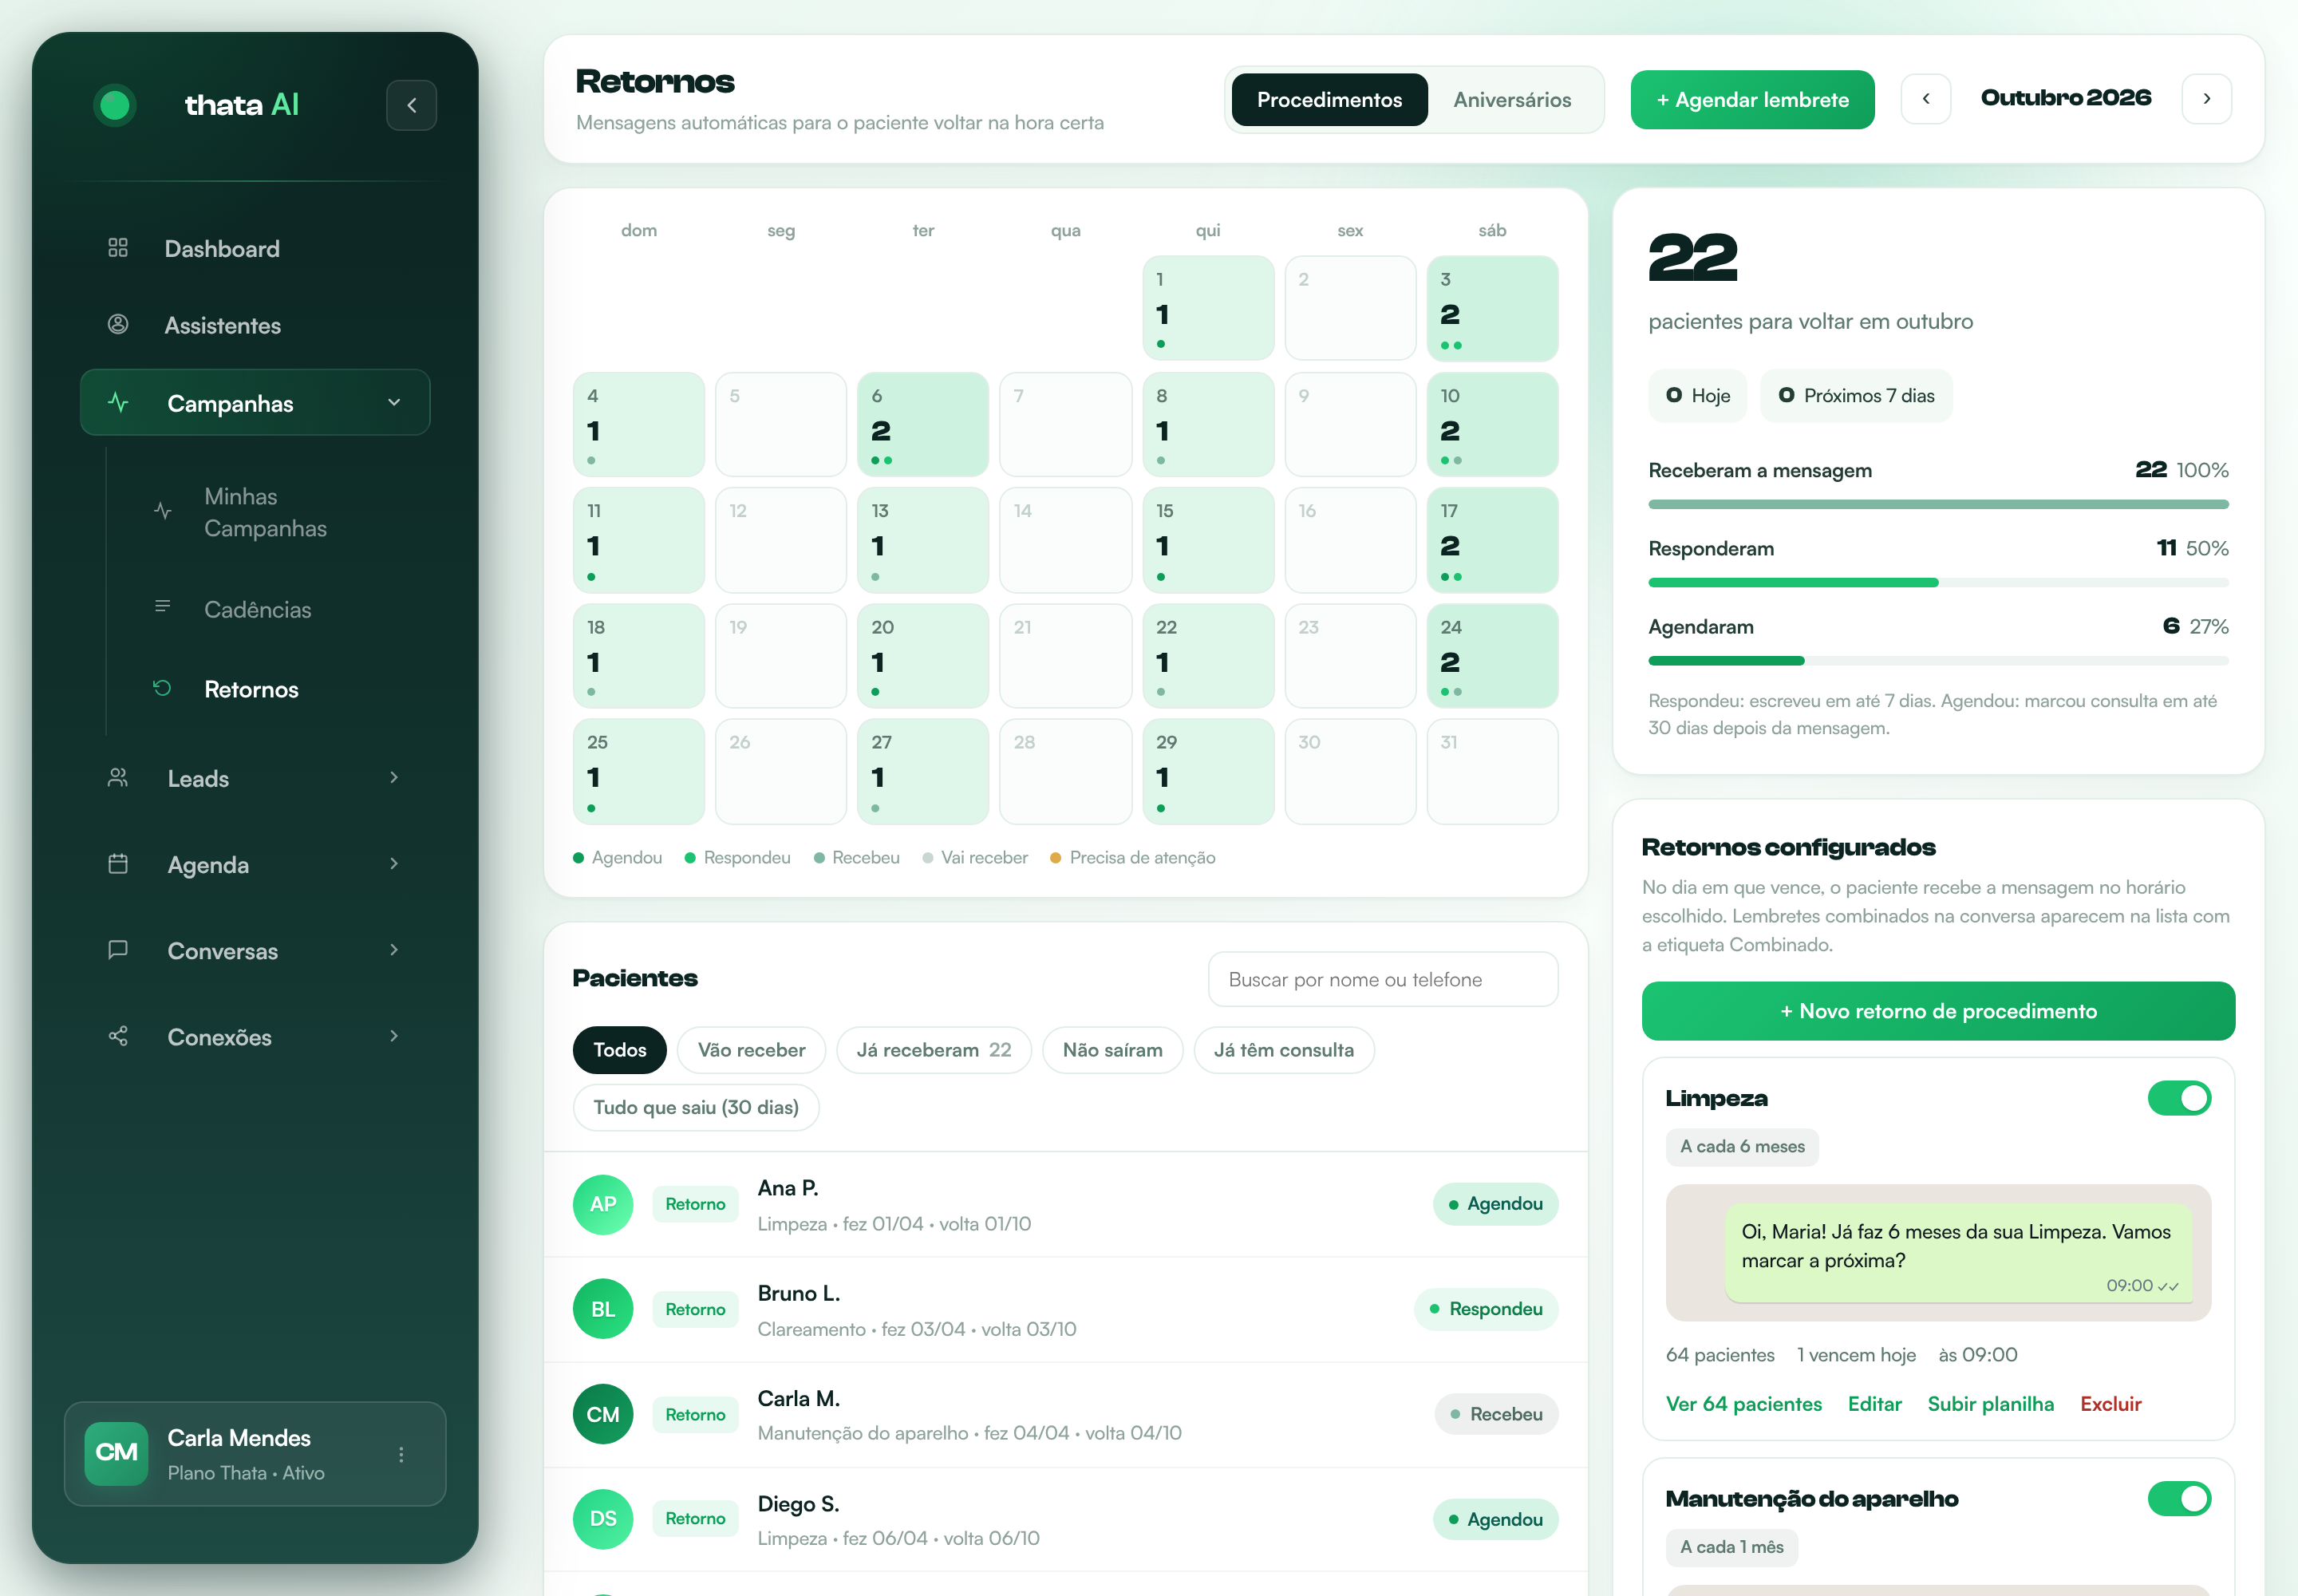 thata AI
Dashboard
Assistentes
Campanhas
Minhas
Campanhas
Cadências
Retornos
Leads
Agenda
Conversas
Conexões
CM
Carla Mendes
Plano Thata · Ativo
Retornos
Mensagens automáticas para o paciente voltar na hora certa
Procedimentos
Aniversários
+ Agendar lembrete
Outubro 2026
dom seg ter qua qui sex sáb
1 2 3
1 2
4 5 6 7 8 9 10
1 2 1 2
11 12 13 14 15 16 17
1 1 1 2
18 19 20 21 22 23 24
1 1 1 2
25 26 27 28 29 30 31
1 1 1
Agendou Respondeu Recebeu Vai receber Precisa de atenção
Pacientes
Buscar por nome ou telefone
Todos
Vão receber
Já receberam 22
Não saíram
Já têm consulta
Tudo que saiu (30 dias)
AP
Retorno
Ana P.
Limpeza · fez 01/04 · volta 01/10
Agendou
BL
Retorno
Bruno L.
Clareamento · fez 03/04 · volta 03/10
Respondeu
CM
Retorno
Carla M.
Manutenção do aparelho · fez 04/04 · volta 04/10
Recebeu
DS
Retorno
Diego S.
Limpeza · fez 06/04 · volta 06/10
Agendou
22
pacientes para voltar em outubro
0 Hoje
0 Próximos 7 dias
Receberam a mensagem 22 100%
Responderam 11 50%
Agendaram 6 27%
Respondeu: escreveu em até 7 dias. Agendou: marcou consulta em até
30 dias depois da mensagem.
Retornos configurados
No dia em que vence, o paciente recebe a mensagem no horário
escolhido. Lembretes combinados na conversa aparecem na lista com
a etiqueta Combinado.
+ Novo retorno de procedimento
Limpeza
A cada 6 meses
Oi, Maria! Já faz 6 meses da sua Limpeza. Vamos
marcar a próxima?
09:00
64 pacientes 1 vencem hoje às 09:00
Ver 64 pacientes Editar Subir planilha Excluir
Manutenção do aparelho
A cada 1 mês